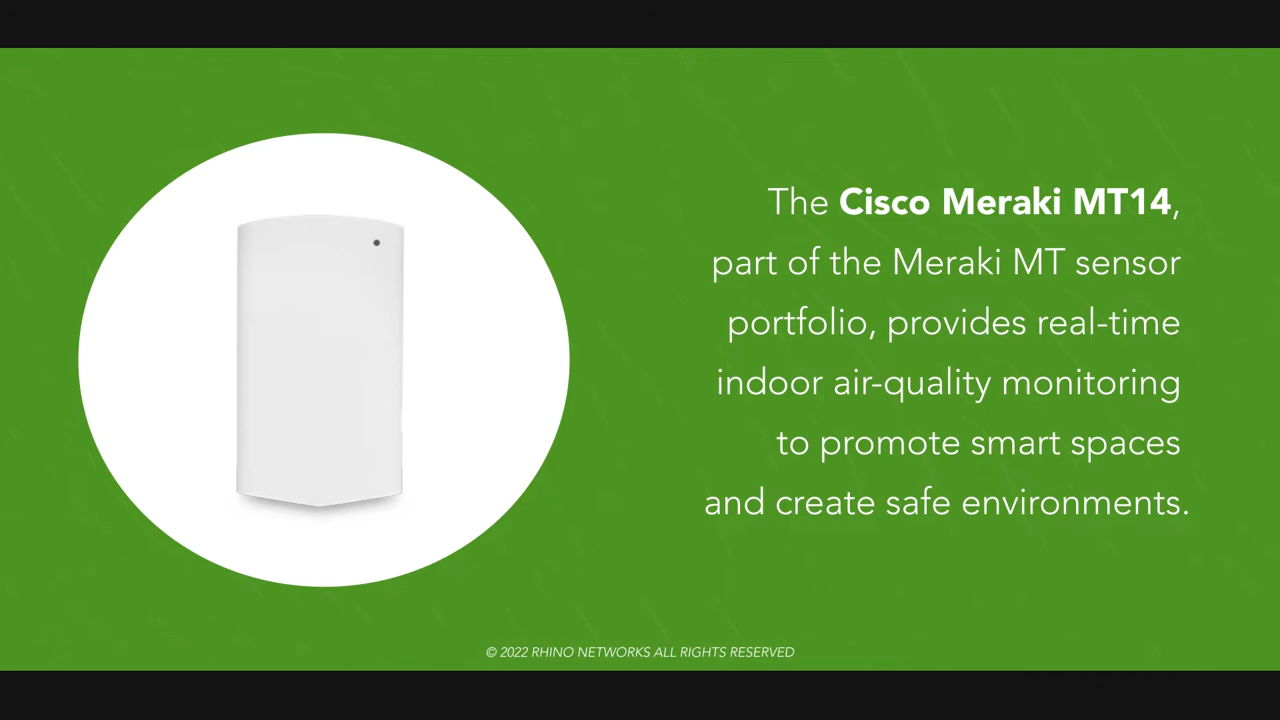 The Cisco Meraki MT14,
part of the Meraki MT sensor
portfolio, provides real-time
indoor air-quality monitoring
to promote smart spaces
and create safe environments.
© 2022 RHINO NETWORKS ALL RIGHTS RESERVED